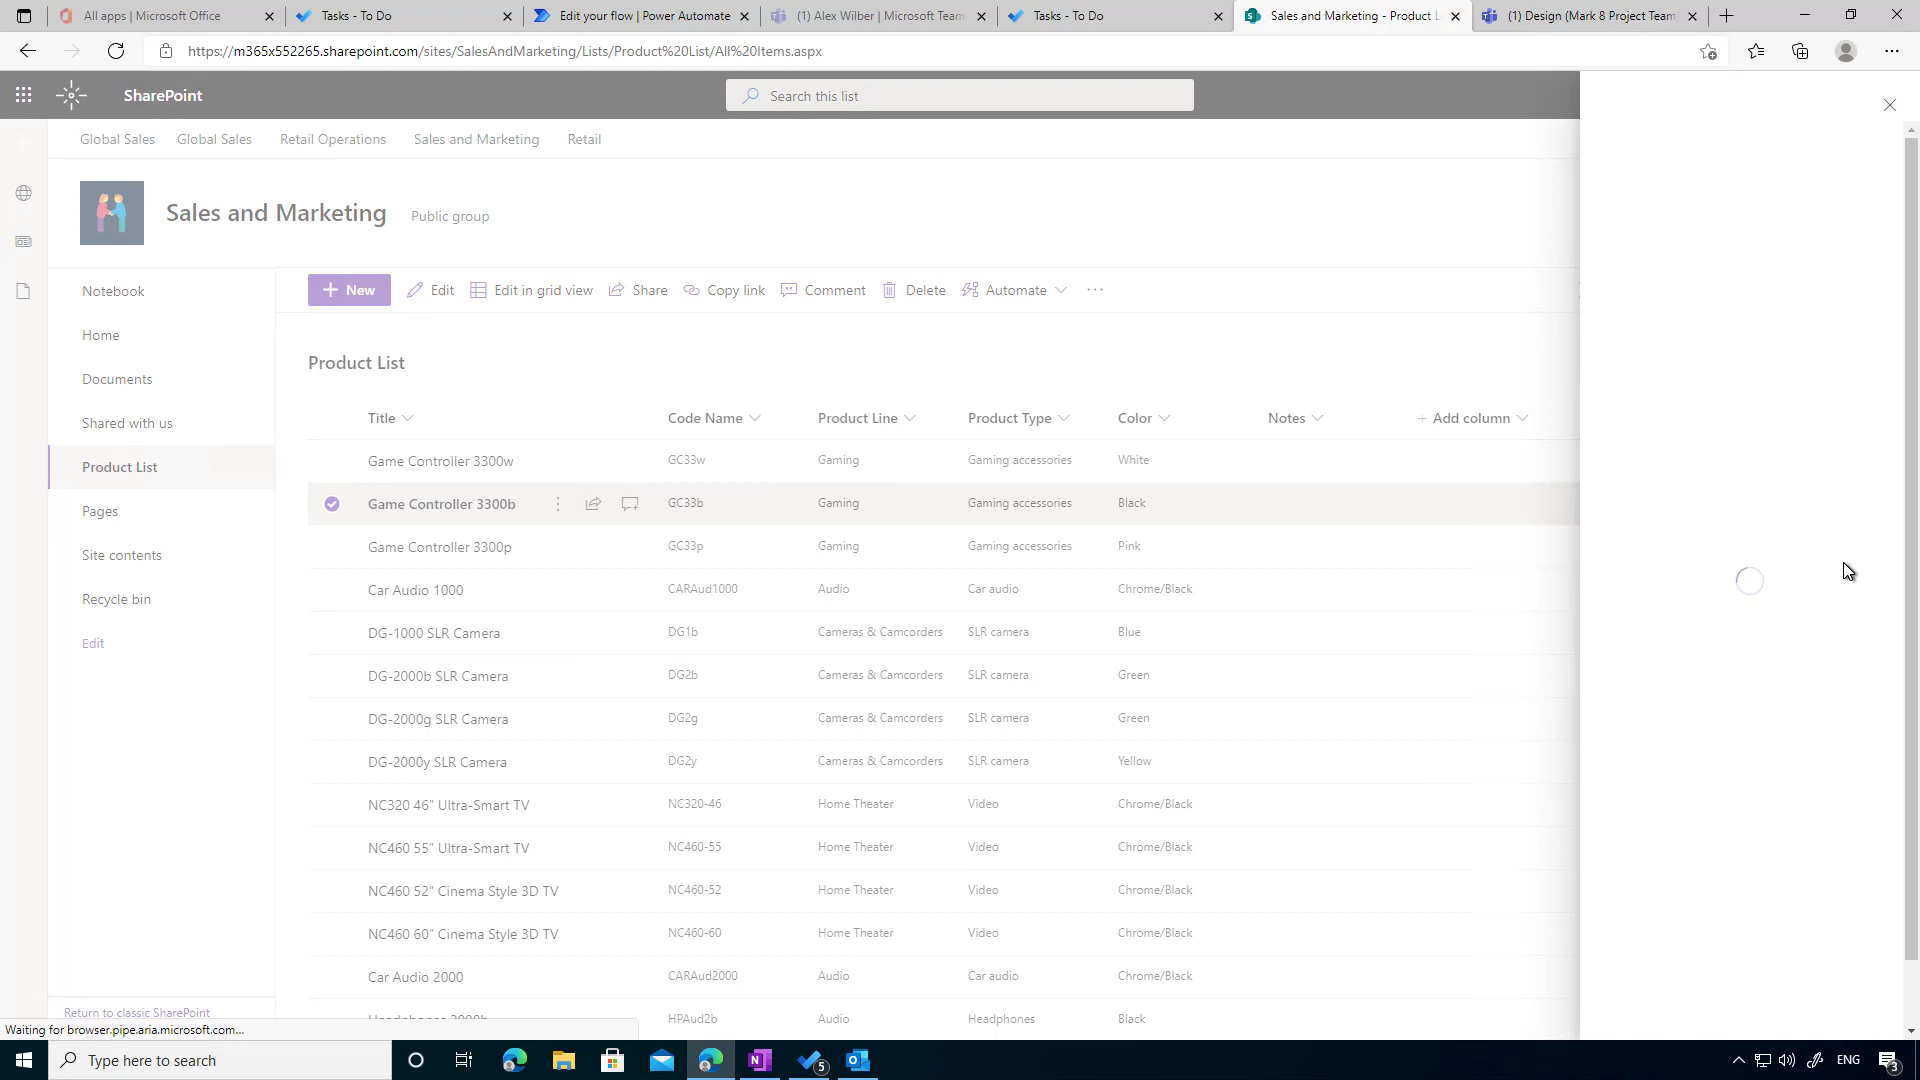 All apps | Microsoft Office
Tasks - To Do
Edit your flow | Power Automate
(1) Alex Wilber | Microsoft Team
Tasks - To Do
Sales and Marketing - Product L
(1) Design (Mark 8 Project Team
https://m365x552265.sharepoint.com/sites/SalesAndMarketing/Lists/Product%20List/All%20Items.aspx
SharePoint
Search this list
Global Sales Global Sales Retail Operations Sales and Marketing Retail
Sales and Marketing Public group
New Edit Edit in grid view Share Copy link Comment Delete Automate
Notebook
Home
Documents
Shared with us
Product List
Pages
Site contents
Recycle bin
Edit
Return to classic SharePoint
Product List
Title Code Name Product Line Product Type Color Notes + Add column
Game Controller 3300w GC33w Gaming Gaming accessories White
Game Controller 3300b GC33b Gaming Gaming accessories Black
Game Controller 3300p GC33p Gaming Gaming accessories Pink
Car Audio 1000 CARAud1000 Audio Car audio Chrome/Black
DG-1000 SLR Camera DG1b Cameras & Camcorders SLR camera Blue
DG-2000b SLR Camera DG2b Cameras & Camcorders SLR camera Green
DG-2000g SLR Camera DG2g Cameras & Camcorders SLR camera Green
DG-2000y SLR Camera DG2y Cameras & Camcorders SLR camera Yellow
NC320 46” Ultra-Smart TV NC320-46 Home Theater Video Chrome/Black
NC460 55” Ultra-Smart TV NC460-55 Home Theater Video Chrome/Black
NC460 52” Cinema Style 3D TV NC460-52 Home Theater Video Chrome/Black
NC460 60” Cinema Style 3D TV NC460-60 Home Theater Video Chrome/Black
Car Audio 2000 CARAud2000 Audio Car audio Chrome/Black
HPAud2b Audio Headphones Black
Waiting for browser.pipe.aria.microsoft.com...
Type here to search
5
ENG
3